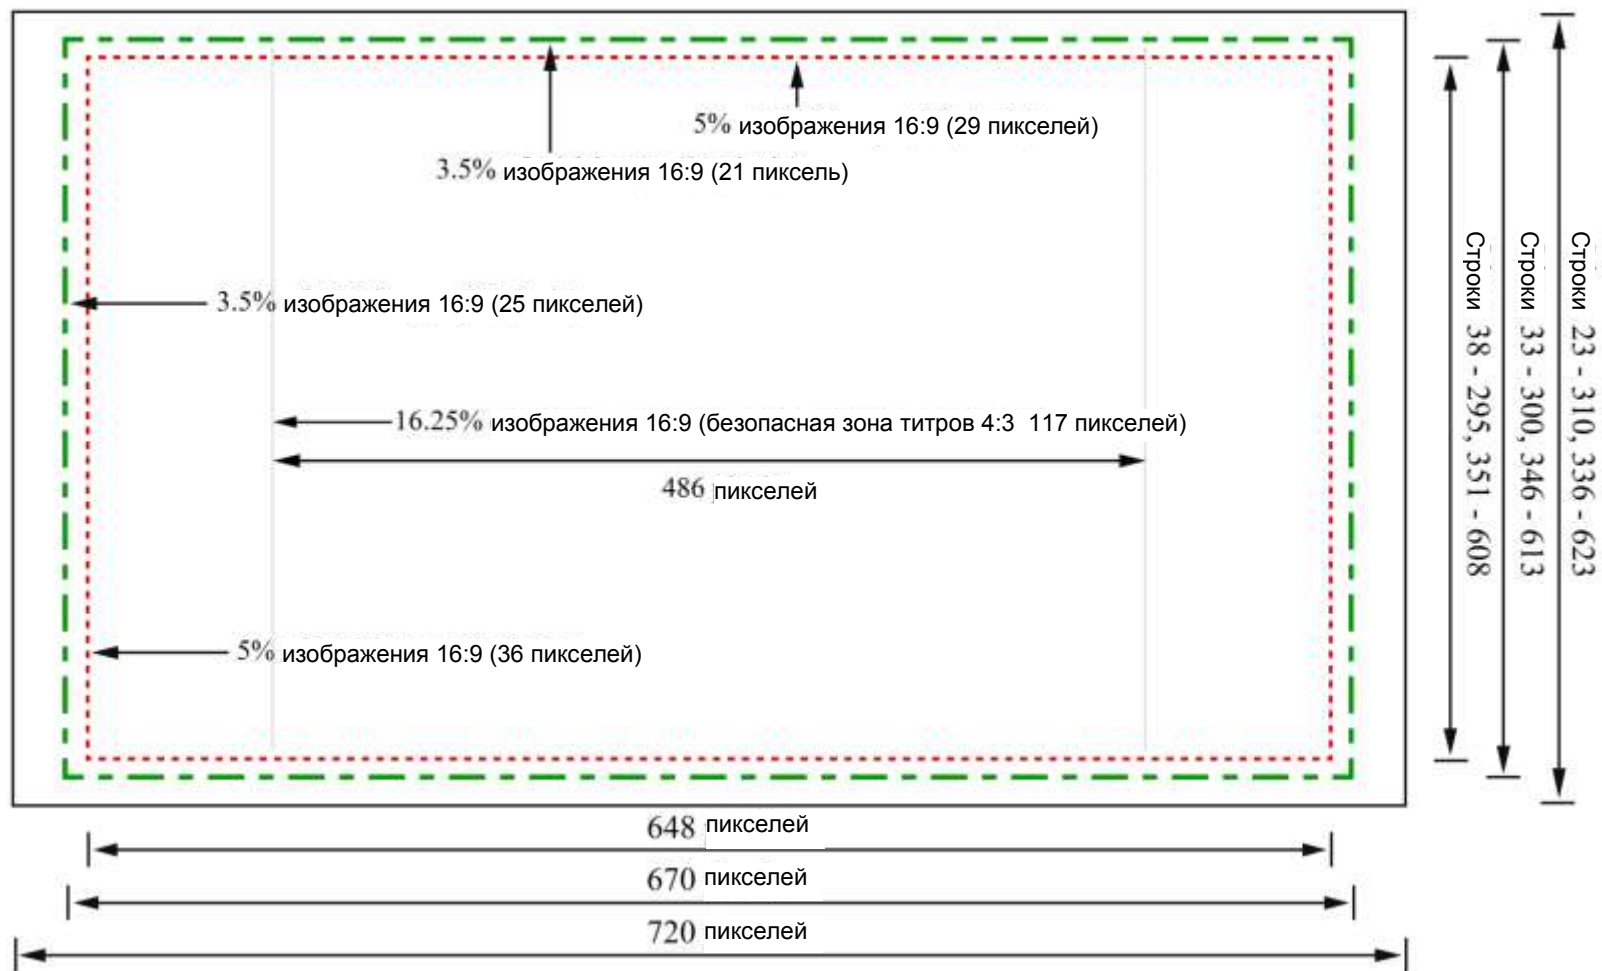 5% изображения 16:9 (29 пикселей)
3.5% изображения 16:9 (21 пиксель)
3.5% изображения 16:9 (25 пикселей)
16.25% изображения 16:9 (безопасная зона титров 4:3 117 пикселей)
486 пикселей
5% изображения 16:9 (36 пикселей)
648 пикселей
670 пикселей
720 пикселей
Строки 38 - 295, 351 - 608
Строки 33 - 300, 346 - 613
Строки 23 - 310, 336 - 623